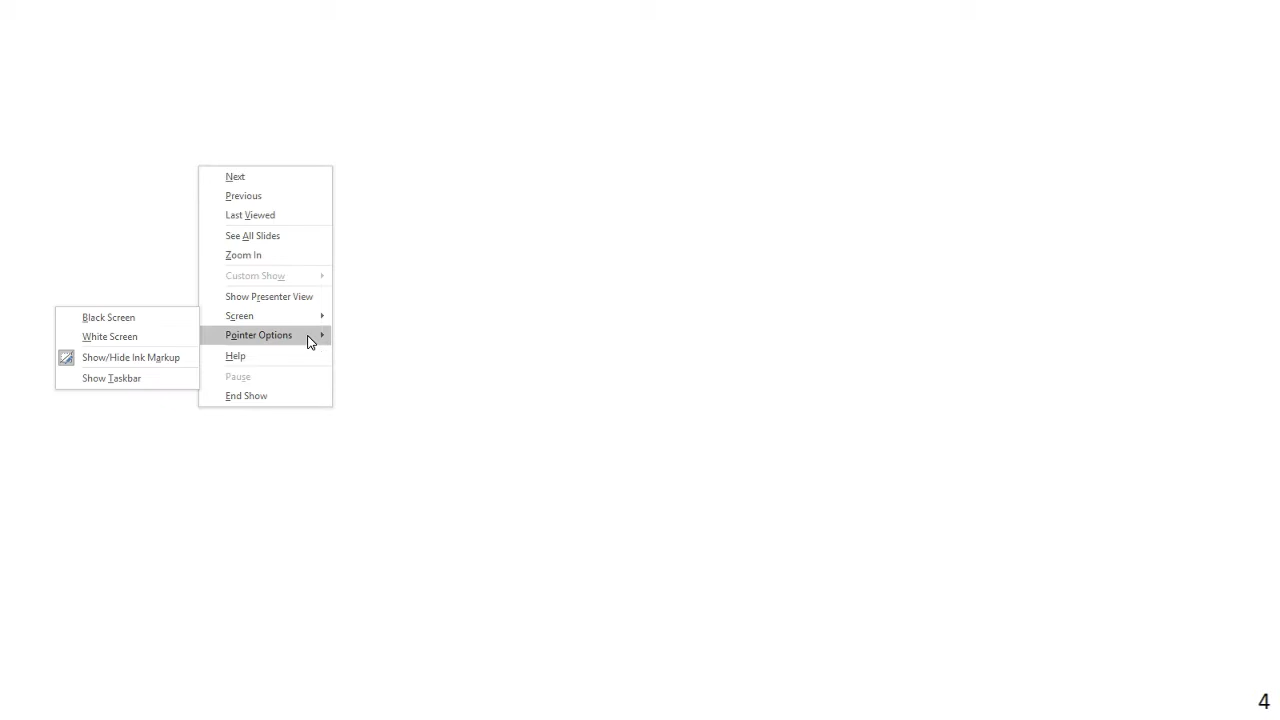 Next
Previous
Last Viewed
See All Slides
Zoom In
Custom Show
Show Presenter View
Screen
Pointer Options
Help
Pause
End Show
Black Screen
White Screen
Show/Hide Ink Markup
Show Taskbar
4